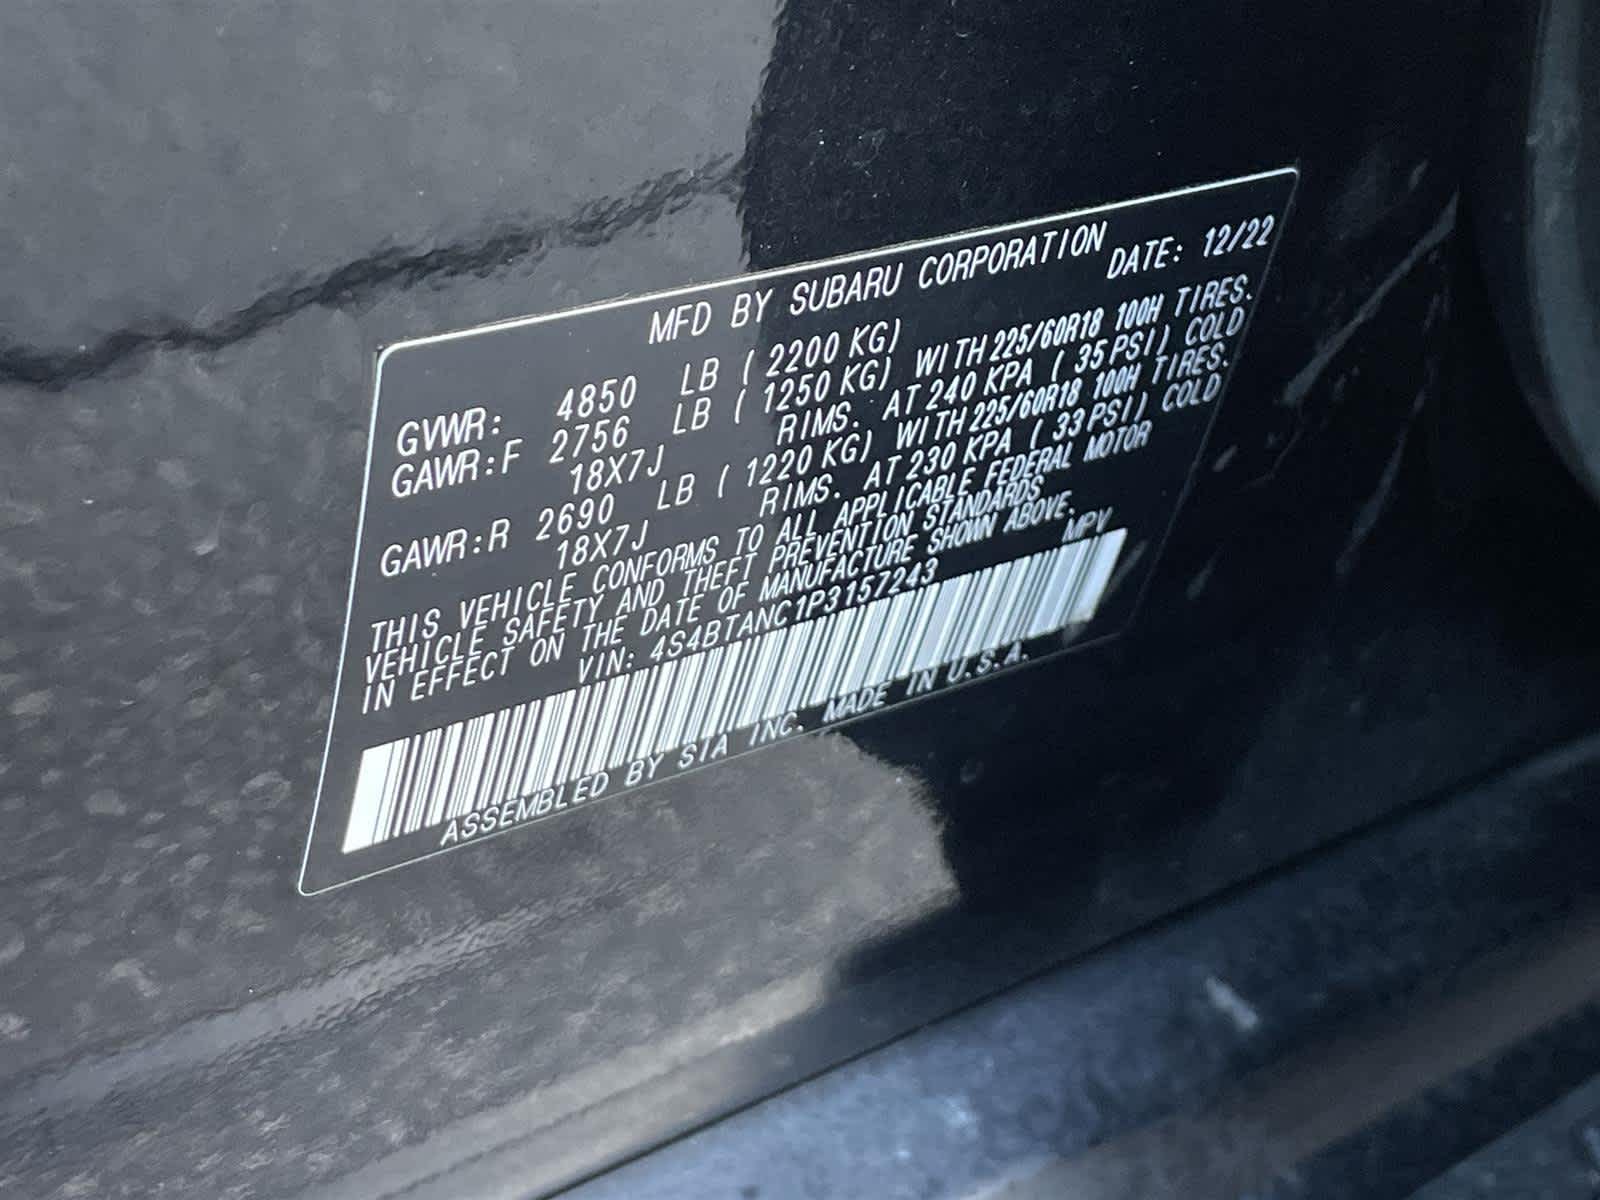 MFD BY SUBARU CORPORATION
DATE: 12/22
GVWR: 4850 LB ( 2200 KG)
GAWR:F 2756 LB ( 1250 KG) WITH 225/60R18 100H TIRES.
18X7J RIMS. AT 240 KPA ( 35 PSI) COLD
GAWR:R 2690 LB ( 1220 KG) WITH 225/60R18 100H TIRES.
18X7J RIMS. AT 230 KPA ( 33 PSI) COLD
THIS VEHICLE CONFORMS TO ALL APPLICABLE FEDERAL MOTOR
VEHICLE SAFETY AND THEFT PREVENTION STANDARDS
IN EFFECT ON THE DATE OF MANUFACTURE SHOWN ABOVE.
VIN: 4S4BTANC1P3157243 MPV
ASSEMBLED BY SIA INC. MADE IN U.S.A.